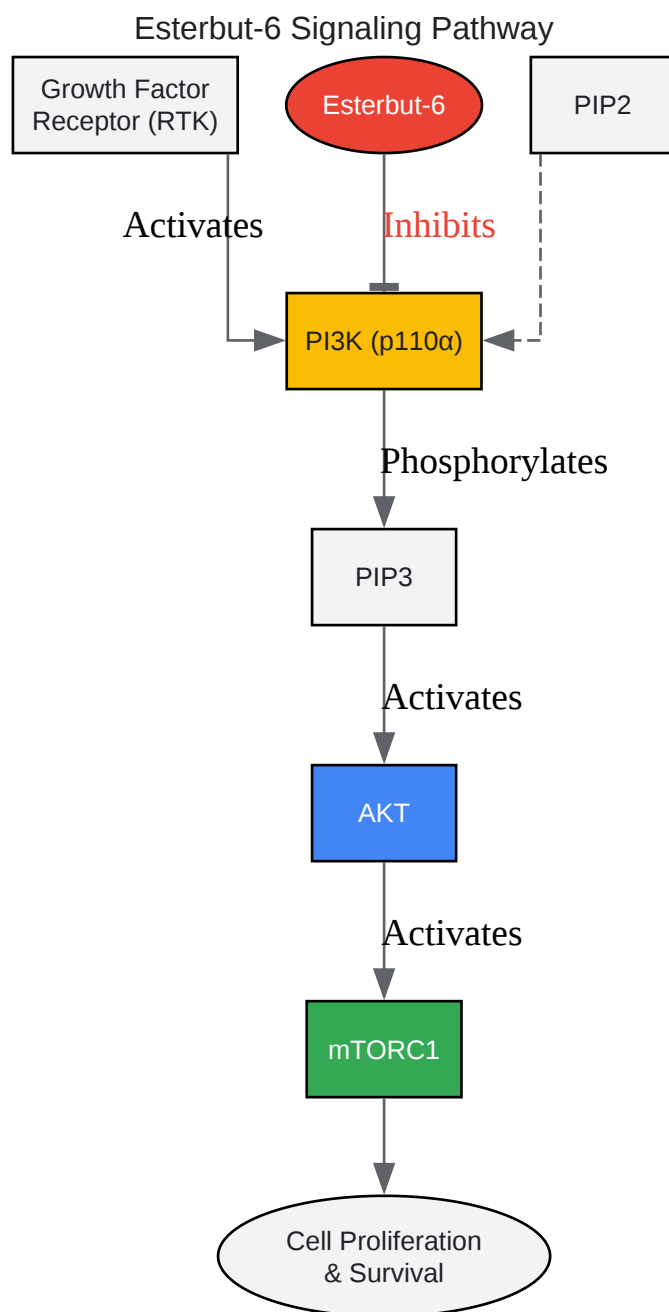 Esterbut-6 Signaling Pathway
Growth Factor
Receptor (RTK)
Esterbut-6
PIP2
Activates
Inhibits
PI3K (p110α)
Phosphorylates
PIP3
Activates
AKT
Activates
mTORC1
Cell Proliferation
& Survival